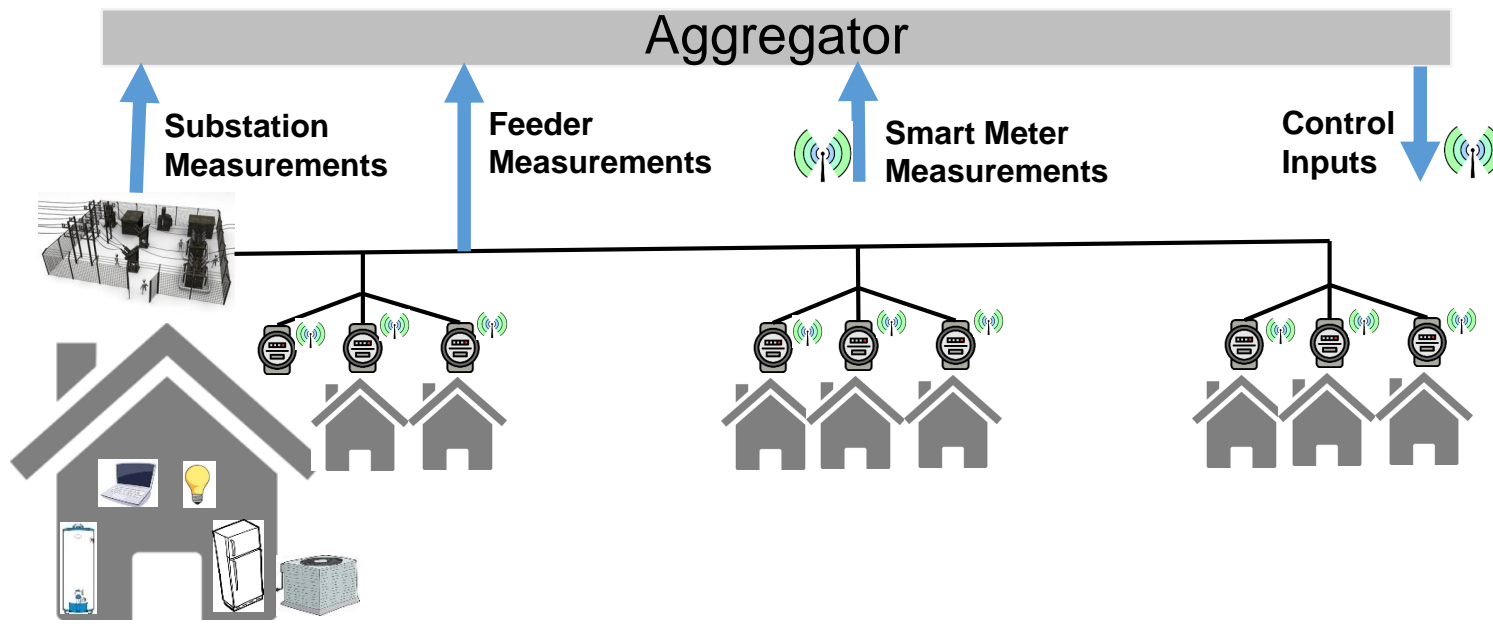 Aggregator
Substation
Measurements
Feeder
Measurements
Smart Meter
Measurements
Control
Inputs